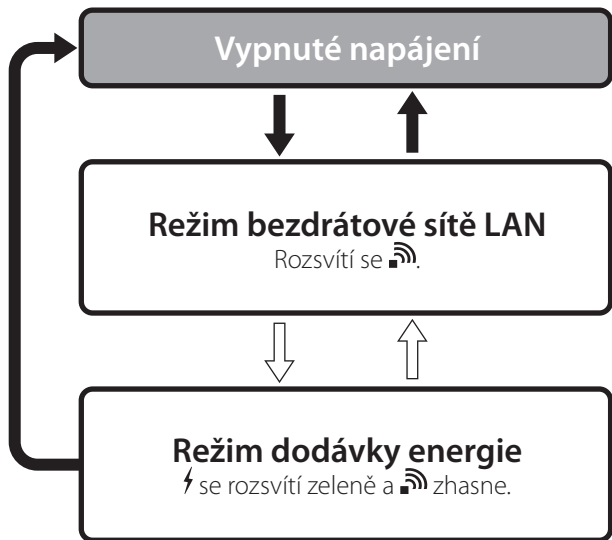 Vypnuté napájení
Režim bezdrátové sítě LAN
Rozsvítí se .
Režim dodávky energie
se rozsvítí zeleně a zhasne.